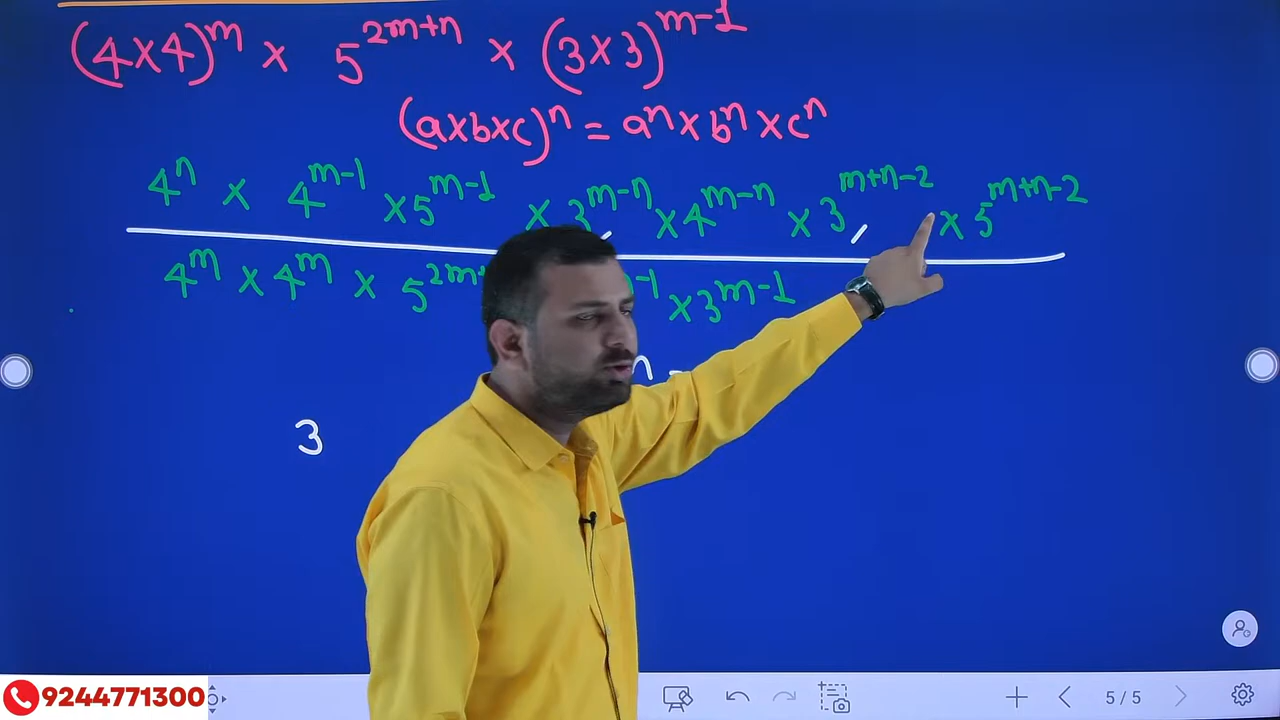 (4×4)^m × 5^{2m+n} × (3×3)^{m-1}
(a×b×c)^n = a^n × b^n × c^n
4^n × 4^{m-1} × 5^{m-1} × 3^{m-n} × 4^{m-n} × 3^{m+n-2} × 5^{m+n-2}
4^m × 4^m × 5^{2m+ -1 × 3^{m-1}
3
9244771300
5/5